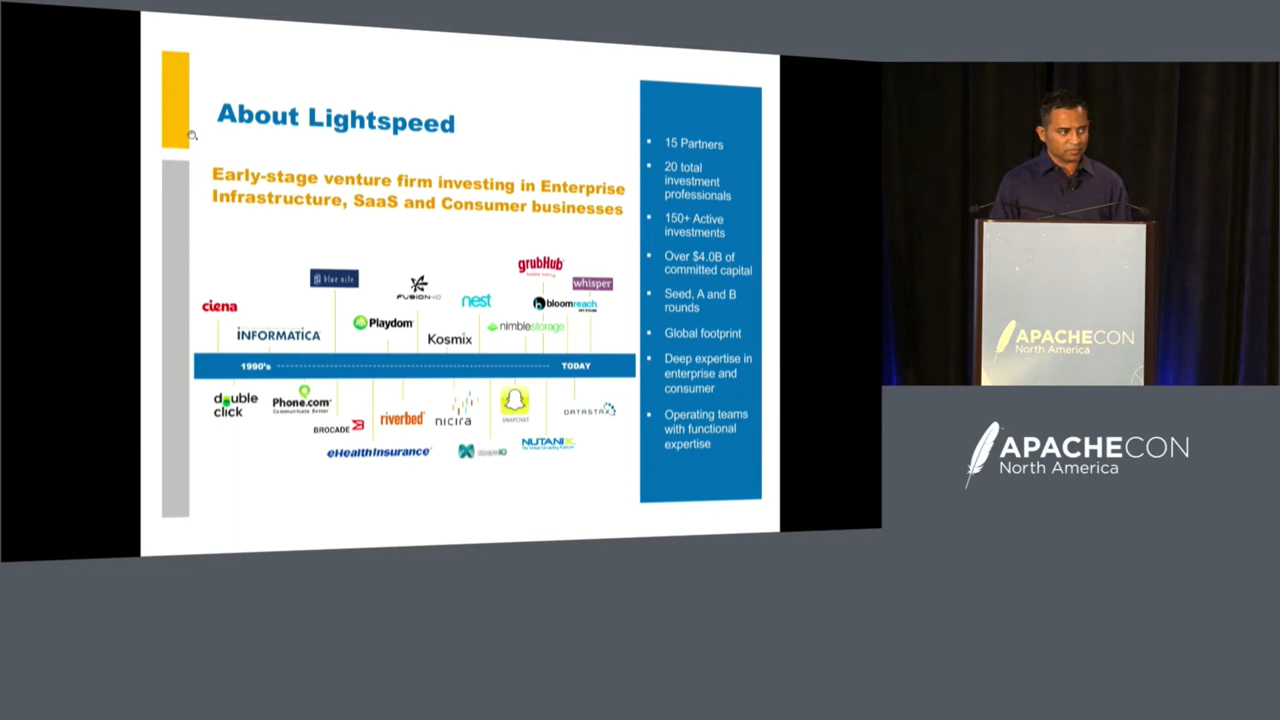 About Lightspeed
Early-stage venture firm investing in Enterprise
Infrastructure, SaaS and Consumer businesses
ciena
INFORMATICA
blue nile
Playdom
FUSION-iO
Kosmix
nest
nimblestorage
grubHub
bloomreach
whisper
1990's
TODAY
double
click
Phone.com
Communicate Better
BROCADE
eHealthInsurance
riverbed
nicira
SNAPCHAT
NUTANIX
DATASTAX
15 Partners
20 total
investment
professionals
150+ Active
investments
Over $4.0B of
committed capital
Seed, A and B
rounds
Global footprint
Deep expertise in
enterprise and
consumer
Operating teams
with functional
expertise
APACHECON
North America
APACHECON
North America